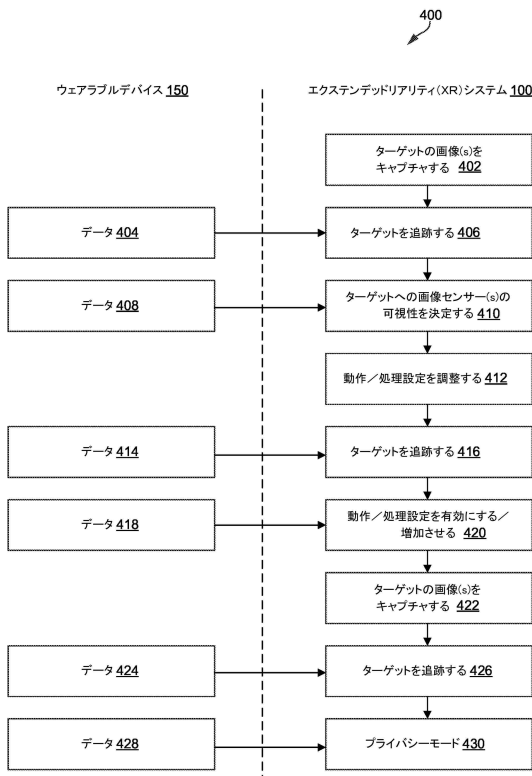 400
ウェアラブルデバイス 150
エクステンデッドリアリティ(XR)システム 100
ターゲットの画像(s)を
キャプチャする 402
データ 404
ターゲットを追跡する 406
データ 408
ターゲットへの画像センサー(s)の
可視性を決定する 410
動作/処理設定を調整する 412
データ 414
ターゲットを追跡する 416
データ 418
動作/処理設定を有効にする/
増加させる 420
ターゲットの画像(s)を
キャプチャする 422
データ 424
ターゲットを追跡する 426
データ 428
プライバシーモード 430